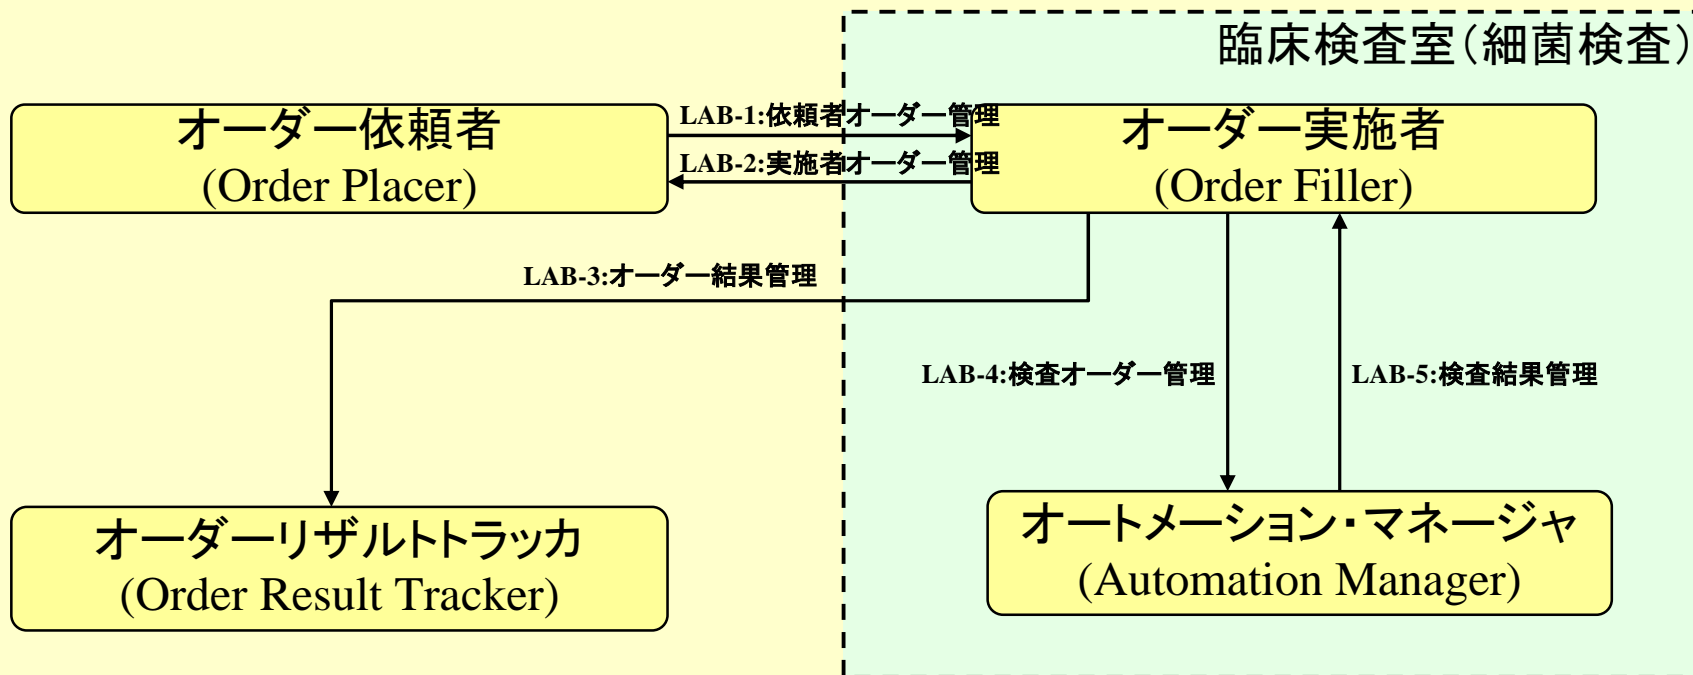 臨床検査室(細菌検査)
オーダー依頼者
(Order Placer)
LAB-1:依頼者オーダー管理
LAB-2:実施者オーダー管理
オーダー実施者
(Order Filler)
LAB-3:オーダー結果管理
LAB-4:検査オーダー管理
LAB-5:検査結果管理
オーダーリザルトトラッカ
(Order Result Tracker)
オートメーション・マネージャ
(Automation Manager)